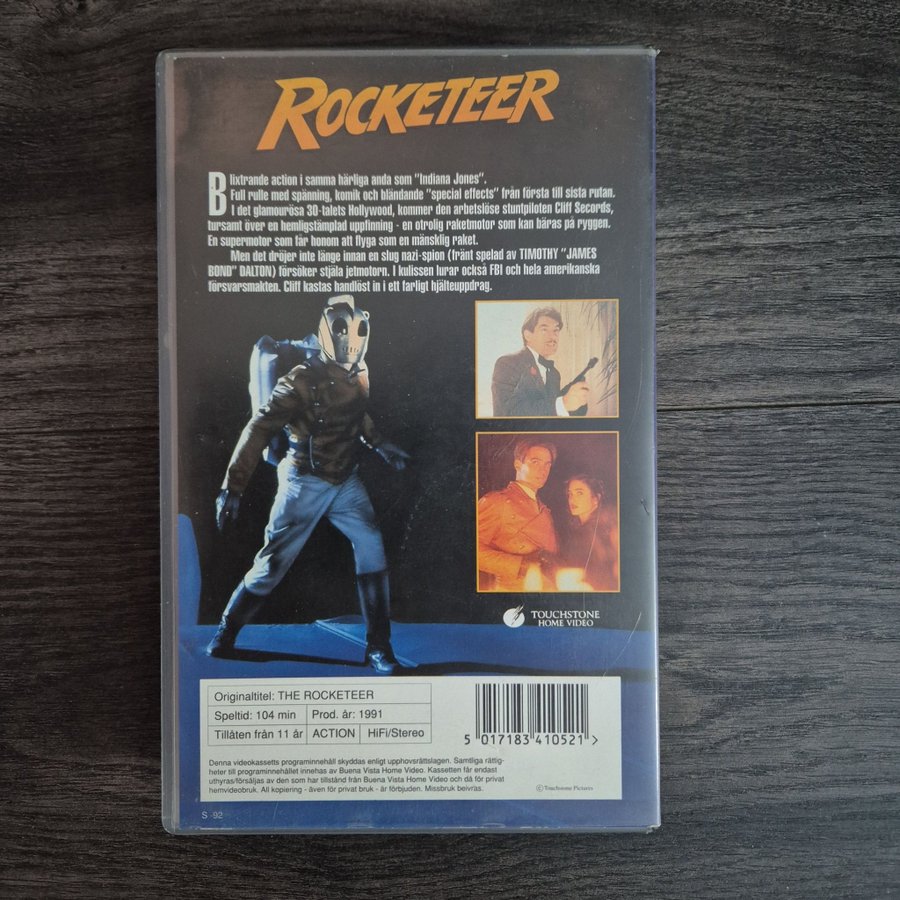 ROCKETEER
Blixtrande action i samma härliga anda som "Indiana Jones".
Full rulle med spänning, komik och bländande "special effects" från första till sista rutan.
I det glamourösa 30-talets Hollywood, kommer den arbetslöse stuntpiloten Cliff Secords,
tursamt över en hemligstämplad uppfinning - en otrolig raketmotor som kan bäras på ryggen.
En supermotor som får honom att flyga som en mänsklig raket.
Men det dröjer inte länge innan en slug nazi-spion (fränt spelad av TIMOTHY "JAMES
BOND" DALTON) försöker stjäla jetmotorn. I kulissen lurar också FBI och hela amerikanska
försvarsmakten. Cliff kastas handlöst in i ett farligt hjälteuppdrag.
TOUCHSTONE
HOME VIDEO
Originaltitel: THE ROCKETEER
Speltid: 104 min Prod. år: 1991
Tillåten från 11 år ACTION HiFi/Stereo
5 017183 410521 >
Denna videokassetts programinnehåll skyddas enligt upphovsrättslagen. Samtliga rättig-
heter till programinnehållet innehas av Buena Vista Home Video. Kassetten får endast
uthyras/försäljas av den som har tillstånd från Buena Vista Home Video och då för privat
hemvideobruk. All kopiering - även för privat bruk - är förbjuden. Missbruk beivras.
© Touchstone Pictures
S -92